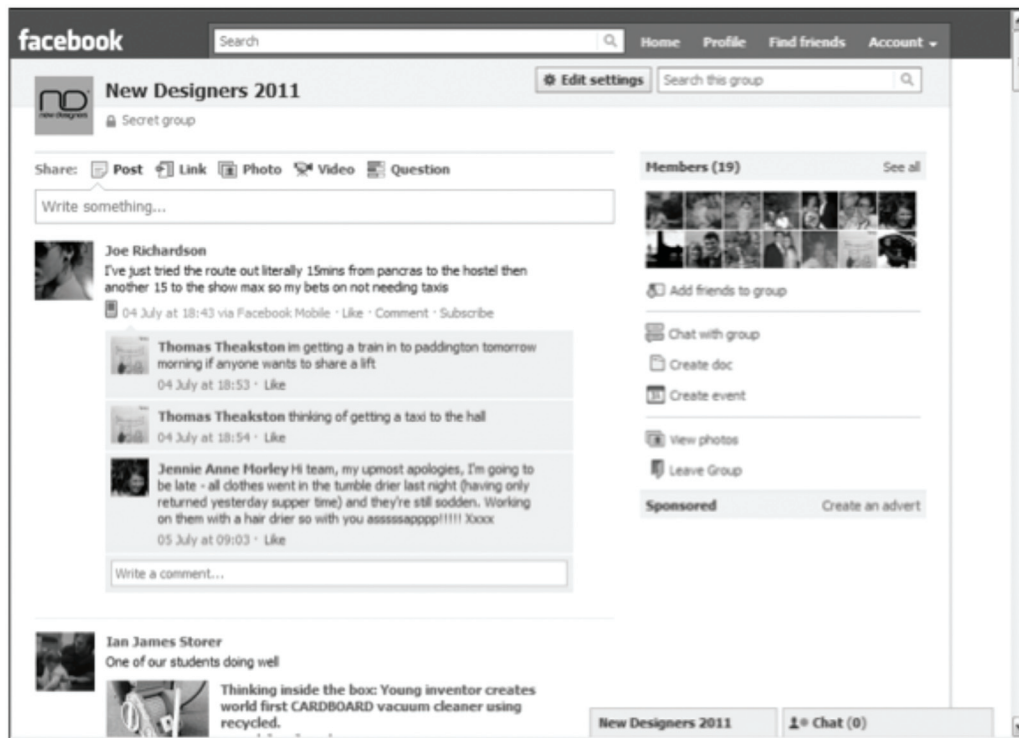 facebook
Search
Home Profile Find friends Account
ND
new designers
New Designers 2011
Edit settings
Search this group
Secret group
Share: Post Link Photo Video Question
Write something...
Joe Richardson
I've just tried the route out literally 15mins from pancras to the hostel then
another 15 to the show max so my bets on not needing taxis
04 July at 18:43 via Facebook Mobile · Like · Comment · Subscribe
Thomas Theakston im getting a train in to paddington tomorrow
morning if anyone wants to share a lift
04 July at 18:53 · Like
Thomas Theakston thinking of getting a taxi to the hall
04 July at 18:54 · Like
Jennie Anne Morley Hi team, my upmost apologies, I'm going to
be late - all clothes went in the tumble drier last night (having only
returned yesterday supper time) and they're still sodden. Working
on them with a hair drier so with you asssssapppp!!!!! Xxxx
05 July at 09:03 · Like
Write a comment...
Ian James Storer
One of our students doing well
Thinking inside the box: Young inventor creates
world first CARDBOARD vacuum cleaner using
recycled.
Members (19) See all
Add friends to group
Chat with group
Create doc
31 Create event
View photos
Leave Group
Sponsored Create an advert
New Designers 2011
Chat (0)